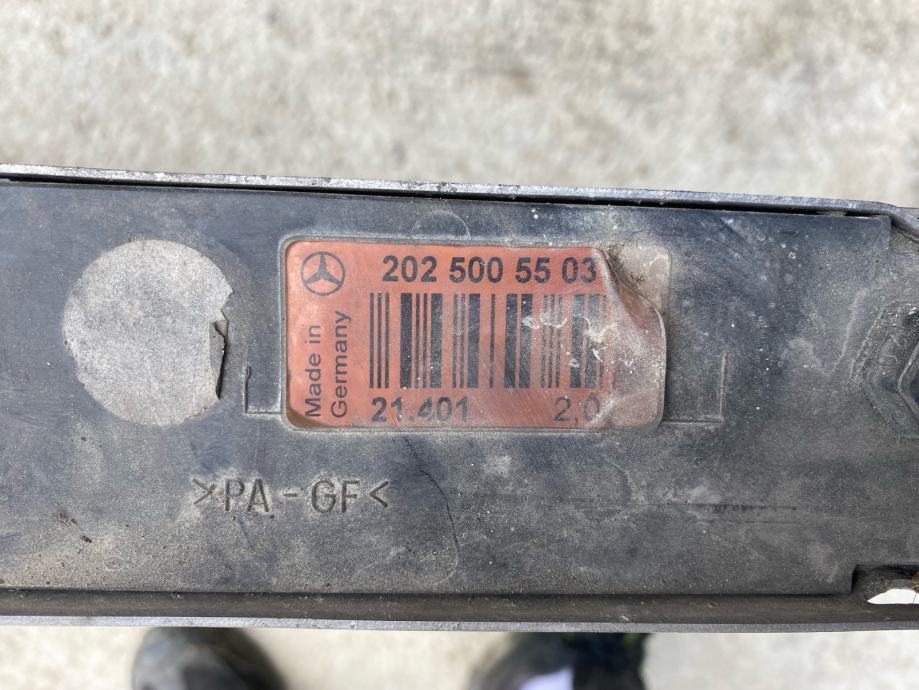 202 500 55 03
Made in
Germany
21.401 2,0
>PA-GF<